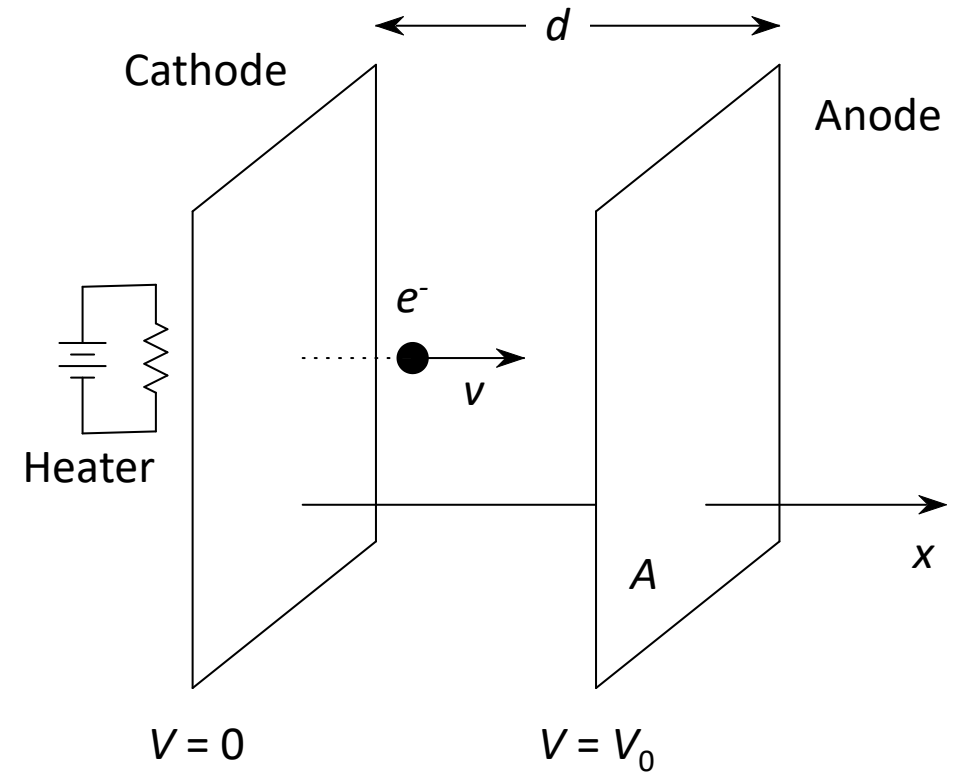 d
Cathode
Anode
e⁻
v
Heater
x
A
V = 0
V = V₀